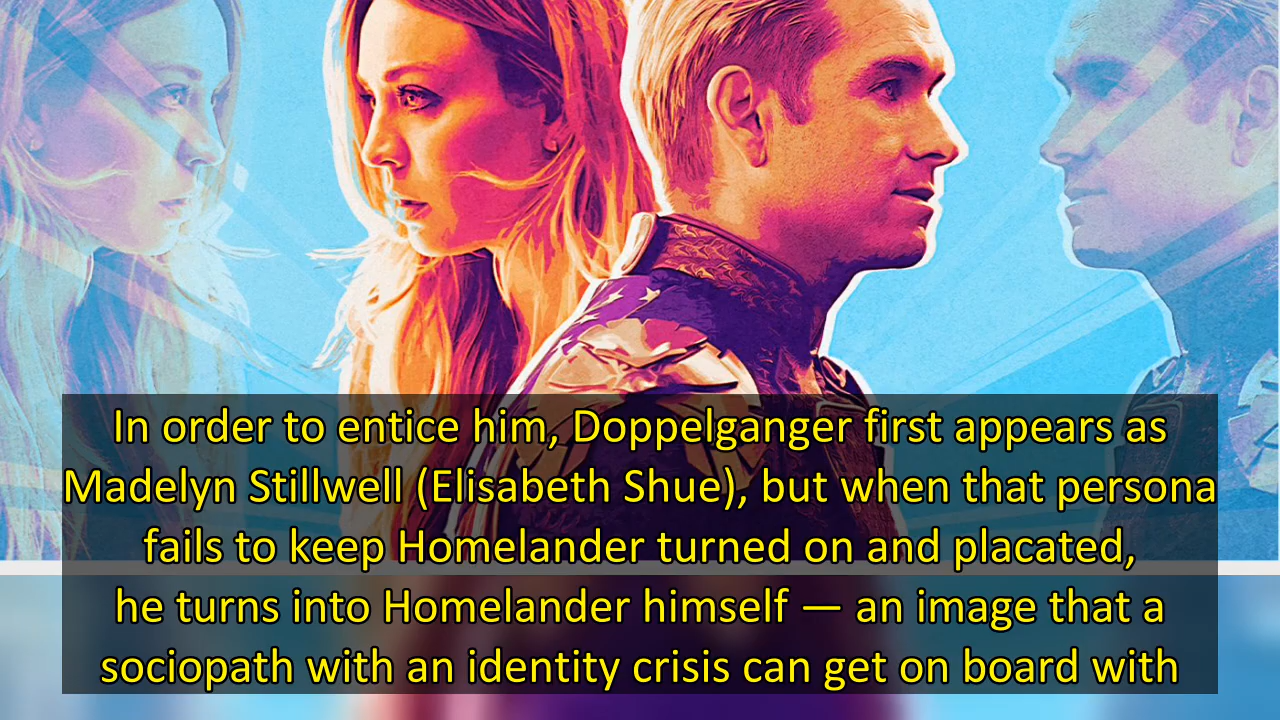 In order to entice him, Doppelganger first appears as
Madelyn Stillwell (Elisabeth Shue), but when that persona
fails to keep Homelander turned on and placated,
he turns into Homelander himself — an image that a
sociopath with an identity crisis can get on board with